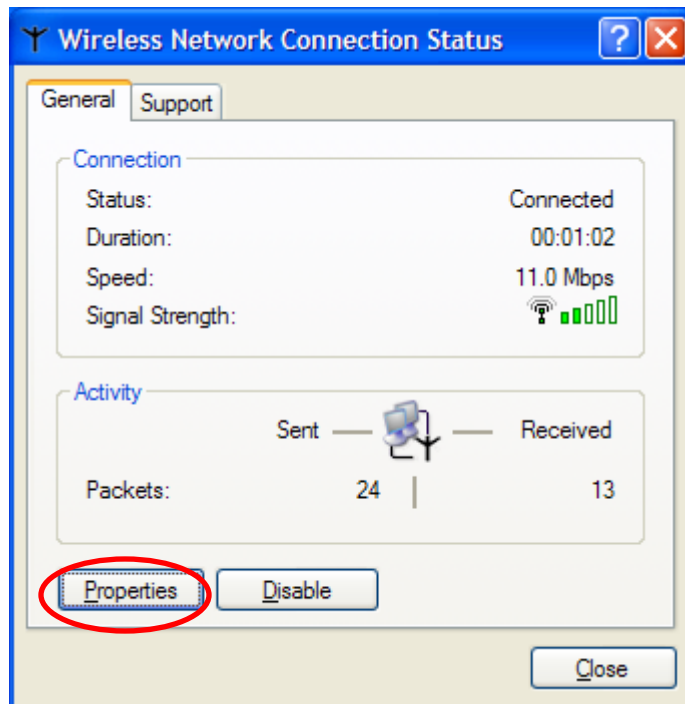 Wireless Network Connection Status
General Support
Connection
Status: Connected
Duration: 00:01:02
Speed: 11.0 Mbps
Signal Strength:
Activity
Sent Received
Packets: 24 13
Properties Disable
Close